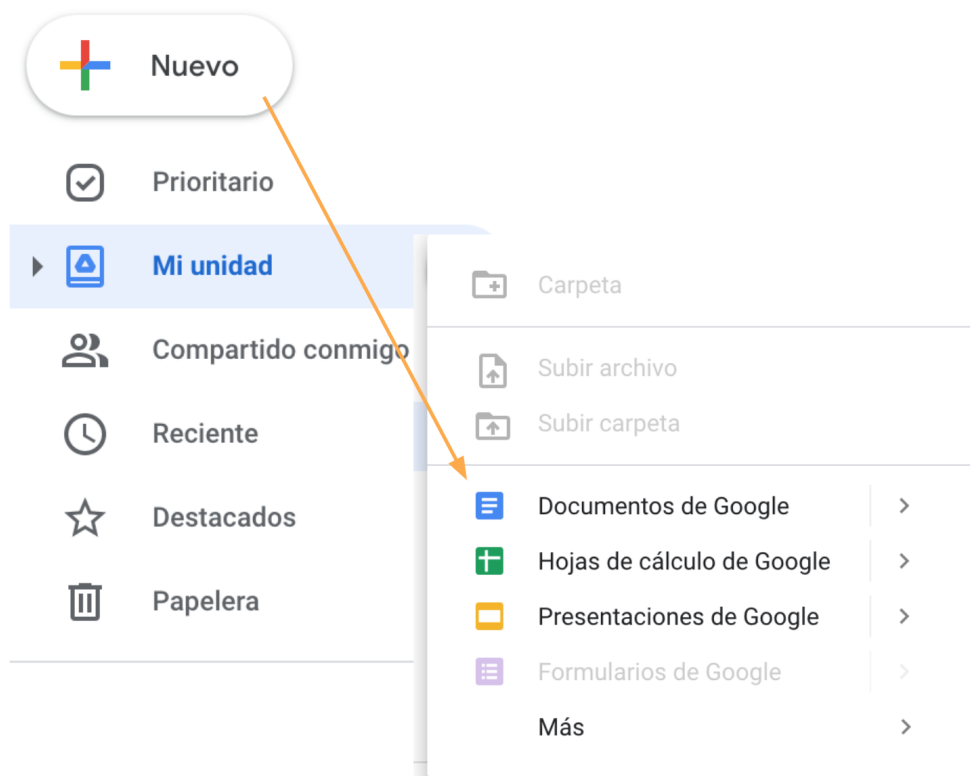 Nuevo
Prioritario
Mi unidad
Compartido conmigo
Reciente
Destacados
Papelera
Carpeta
Subir archivo
Subir carpeta
Documentos de Google
Hojas de cálculo de Google
Presentaciones de Google
Formularios de Google
Más